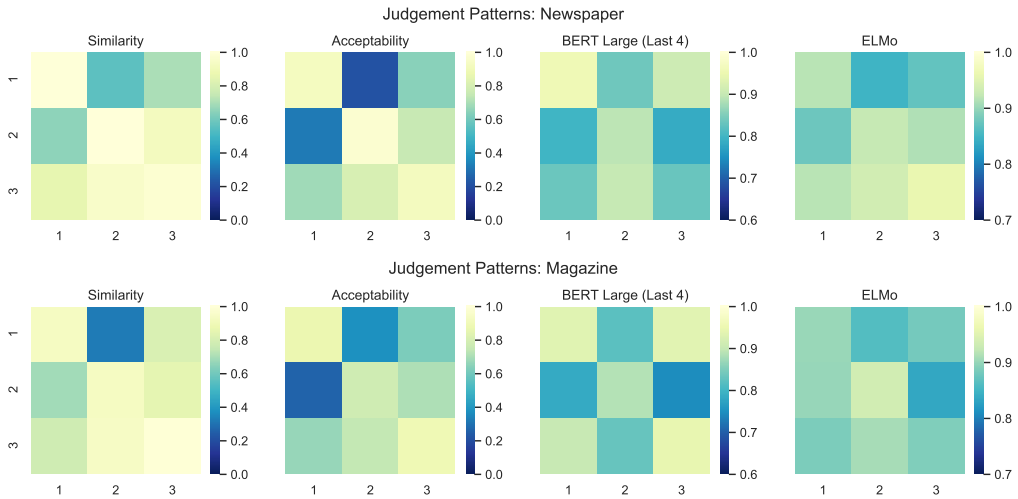 Judgement Patterns: Newspaper
Similarity
Acceptability
BERT Large (Last 4)
ELMo
1
2
3
1 2 3
1.0
0.8
0.6
0.4
0.2
0.0
1 2 3
1.0
0.8
0.6
0.4
0.2
0.0
1 2 3
1.0
0.9
0.8
0.7
0.6
1 2 3
1.0
0.9
0.8
0.7
Judgement Patterns: Magazine
Similarity
Acceptability
BERT Large (Last 4)
ELMo
1
2
3
1 2 3
1.0
0.8
0.6
0.4
0.2
0.0
1 2 3
1.0
0.8
0.6
0.4
0.2
0.0
1 2 3
1.0
0.9
0.8
0.7
0.6
1 2 3
1.0
0.9
0.8
0.7